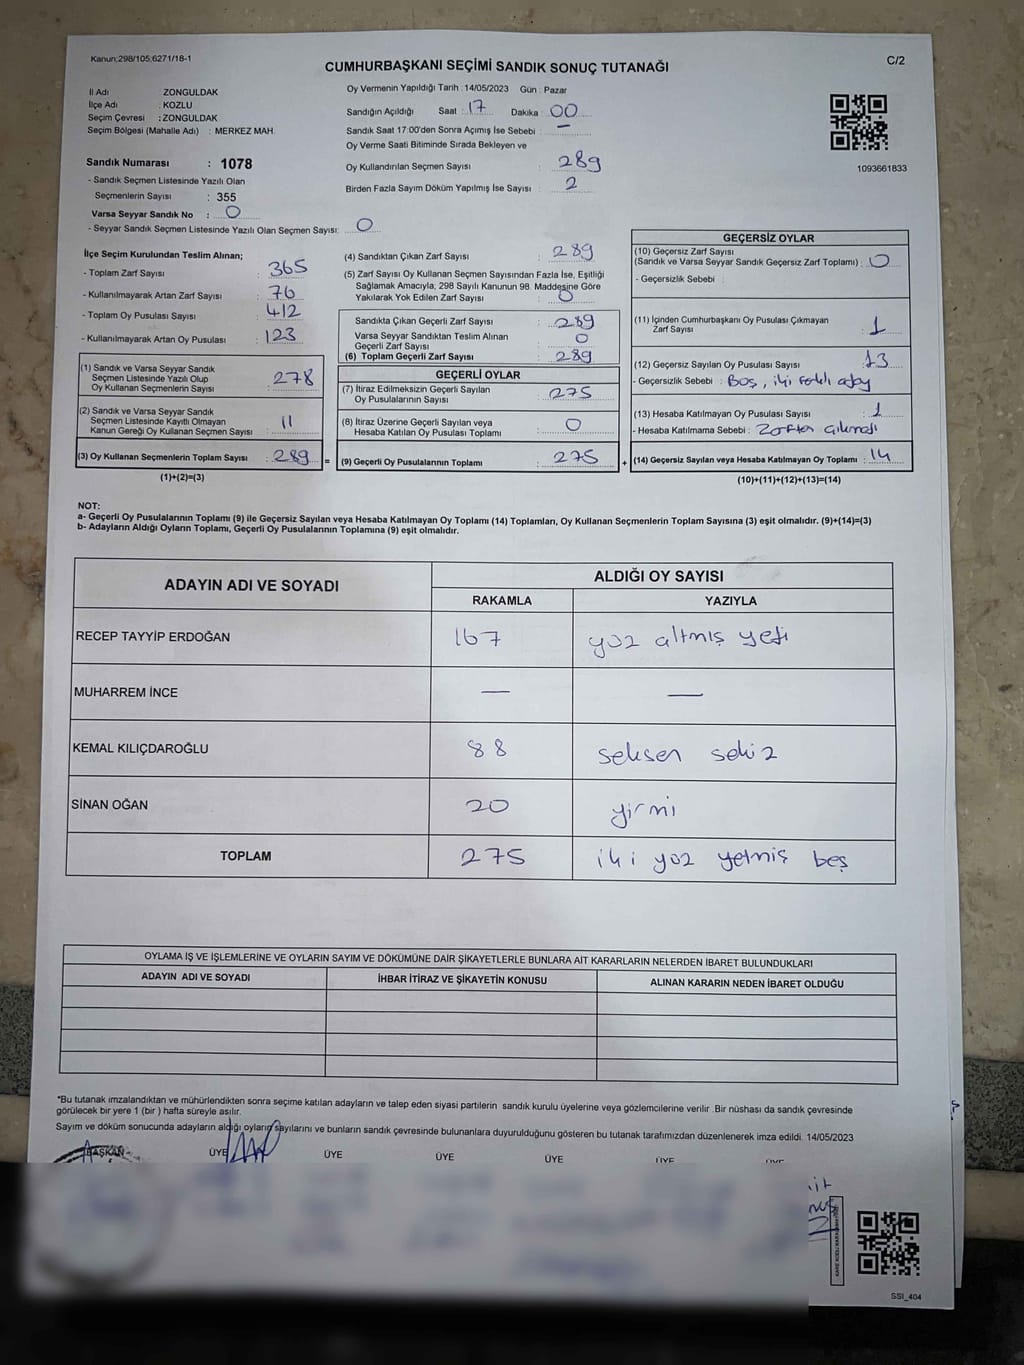 Kanun;298/105;6271/18-1
C/2
CUMHURBAŞKANI SEÇİMİ SANDIK SONUÇ TUTANAĞI
İl Adı : ZONGULDAK
İlçe Adı : KOZLU
Seçim Çevresi : ZONGULDAK
Seçim Bölgesi (Mahalle Adı) : MERKEZ MAH.
Sandık Numarası : 1078
- Sandık Seçmen Listesinde Yazılı Olan
Seçmenlerin Sayısı : 355
Varsa Seyyar Sandık No : 0
- Seyyar Sandık Seçmen Listesinde Yazılı Olan Seçmen Sayısı: 0
Oy Vermenin Yapıldığı Tarih : 14/05/2023 Gün : Pazar
Sandığın Açıldığı Saat : 17 Dakika : 00
Sandık Saat 17:00'den Sonra Açımış İse Sebebi : —
Oy Verme Saati Bitiminde Sırada Bekleyen ve
Oy Kullandırılan Seçmen Sayısı : 289
Birden Fazla Sayım Döküm Yapılmış İse Sayısı : 2
1093661833
İlçe Seçim Kurulundan Teslim Alınan;
- Toplam Zarf Sayısı : 365
- Kullanılmayarak Artan Zarf Sayısı : 76
- Toplam Oy Pusulası Sayısı : 412
- Kullanılmayarak Artan Oy Pusulası : 123
(1) Sandık ve Varsa Seyyar Sandık
Seçmen Listesinde Yazılı Olup
Oy Kullanan Seçmenlerin Sayısı : 278
(2) Sandık ve Varsa Seyyar Sandık
Seçmen Listesinde Kayıtlı Olmayan
Kanun Gereği Oy Kullanan Seçmen Sayısı : 11
(3) Oy Kullanan Seçmenlerin Toplam Sayısı : 289 =
(1)+(2)=(3)
(4) Sandıktan Çıkan Zarf Sayısı : 289
(5) Zarf Sayısı Oy Kullanan Seçmen Sayısından Fazla İse, Eşitliği
Sağlamak Amacıyla, 298 Sayılı Kanunun 98. Maddesine Göre
Yakılarak Yok Edilen Zarf Sayısı : 0
Sandıkta Çıkan Geçerli Zarf Sayısı : 289
Varsa Seyyar Sandıktan Teslim Alınan
Geçerli Zarf Sayısı : 0
(6) Toplam Geçerli Zarf Sayısı : 289
GEÇERLİ OYLAR
(7) İtiraz Edilmeksizin Geçerli Sayılan
Oy Pusulalarının Sayısı : 275
(8) İtiraz Üzerine Geçerli Sayılan veya
Hesaba Katılan Oy Pusulası Toplamı : 0
(9) Geçerli Oy Pusulalarının Toplamı : 275 +
GEÇERSİZ OYLAR
(10) Geçersiz Zarf Sayısı
(Sandık ve Varsa Seyyar Sandık Geçersiz Zarf Toplamı) : 0
- Geçersizlik Sebebi :
(11) İçinden Cumhurbaşkanı Oy Pusulası Çıkmayan
Zarf Sayısı : 1
(12) Geçersiz Sayılan Oy Pusulası Sayısı : 13
- Geçersizlik Sebebi : Boş, iki farklı aday
(13) Hesaba Katılmayan Oy Pusulası Sayısı : 1
- Hesaba Katılmama Sebebi : Zarftan çıkmadı
(14) Geçersiz Sayılan veya Hesaba Katılmayan Oy Toplamı : 14
(10)+(11)+(12)+(13)=(14)
NOT:
a- Geçerli Oy Pusulalarının Toplamı (9) ile Geçersiz Sayılan veya Hesaba Katılmayan Oy Toplamı (14) Toplamları, Oy Kullanan Seçmenlerin Toplam Sayısına (3) eşit olmalıdır. (9)+(14)=(3)
b- Adayların Aldığı Oyların Toplamı, Geçerli Oy Pusulalarının Toplamına (9) eşit olmalıdır.
ADAYIN ADI VE SOYADI
ALDIĞI OY SAYISI
RAKAMLA YAZIYLA
RECEP TAYYİP ERDOĞAN 167 yüz altmış yedi
MUHARREM İNCE — —
KEMAL KILIÇDAROĞLU 88 seksen sekiz
SİNAN OĞAN 20 yirmi
TOPLAM 275 iki yüz yetmiş beş
OYLAMA İŞ VE İŞLEMLERİNE VE OYLARIN SAYIM VE DÖKÜMÜNE DAİR ŞİKAYETLERLE BUNLARA AİT KARARLARIN NELERDEN İBARET BULUNDUKLARI
ADAYIN ADI VE SOYADI İHBAR İTİRAZ VE ŞİKAYETİN KONUSU ALINAN KARARIN NEDEN İBARET OLDUĞU
*Bu tutanak imzalandıktan ve mühürlendikten sonra seçime katılan adayların ve talep eden siyasi partilerin sandık kurulu üyelerine veya gözlemcilerine verilir. Bir nüshası da sandık çevresinde
görülecek bir yere 1 (bir ) hafta süreyle asılır.
Sayım ve döküm sonucunda adayların aldığı oyların sayılarını ve bunların sandık çevresinde bulunanlara duyurulduğunu gösteren bu tutanak tarafımızdan düzenlenerek imza edildi. 14/05/2023
BAŞKAN ÜYE ÜYE ÜYE ÜYE ÜYE ÜYE
SSI_404